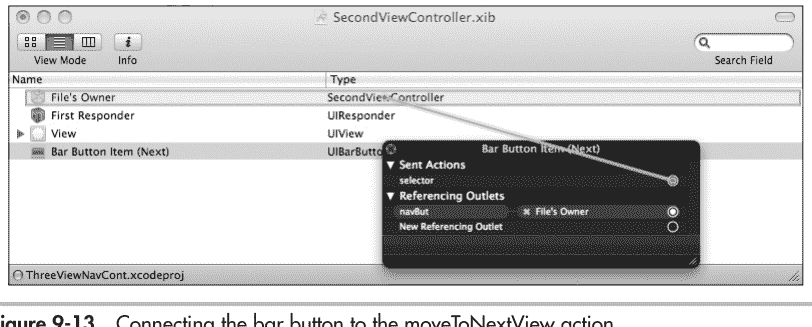 SecondViewController.xib
View Mode Info Search Field
Name Type
File's Owner SecondViewController
First Responder UIResponder
View UIView
Bar Button Item (Next) UIBarButto
Bar Button Item (Next)
Sent Actions
selector
Referencing Outlets
navBut File's Owner
New Referencing Outlet
ThreeViewNavCont.xcodeproj
igure 9-13 Connecting the bar button to the moveToNextView action